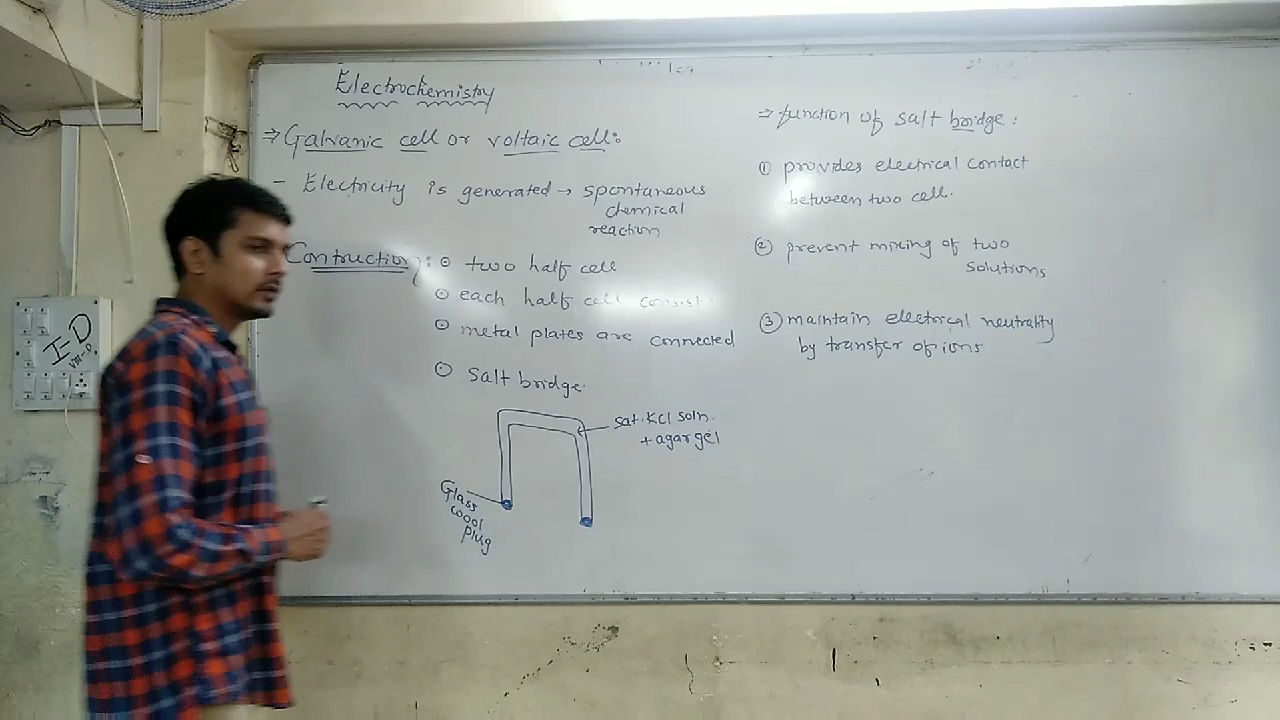 Electrochemistry
⇒ Galvanic cell or voltaic cell:
- Electricity is generated → spontaneous
chemical
reaction
Contruction:
⊙ two half cell
⊙ each half cell consist
⊙ metal plates are connected
⊙ salt bridge.
sat. KCl soln.
+ agar gel
Glass
wool
plug
⇒ function of salt bridge:
① provides electrical contact
between two cell.
② prevent mixing of two
solutions
③ maintain electrical neutrality
by transfer of ions
I-D